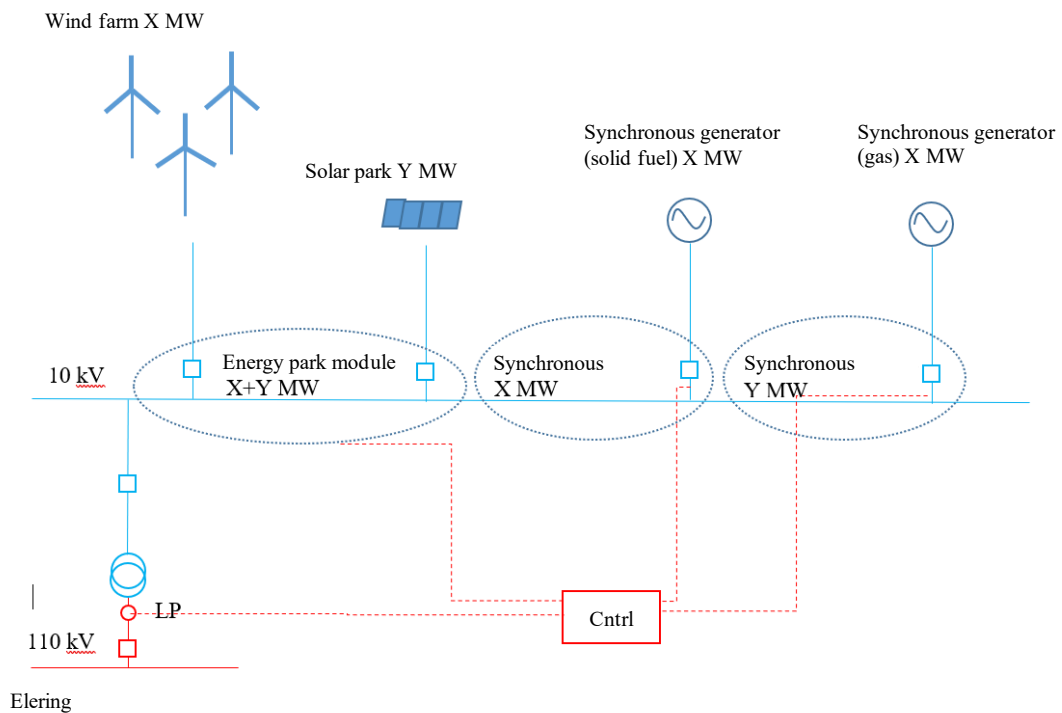 Wind farm X MW
Solar park Y MW
Synchronous generator
(solid fuel) X MW
Synchronous generator
(gas) X MW
Energy park module
X+Y MW
Synchronous
X MW
Synchronous
Y MW
10 kV
LP
Cntrl
110 kV
Elering